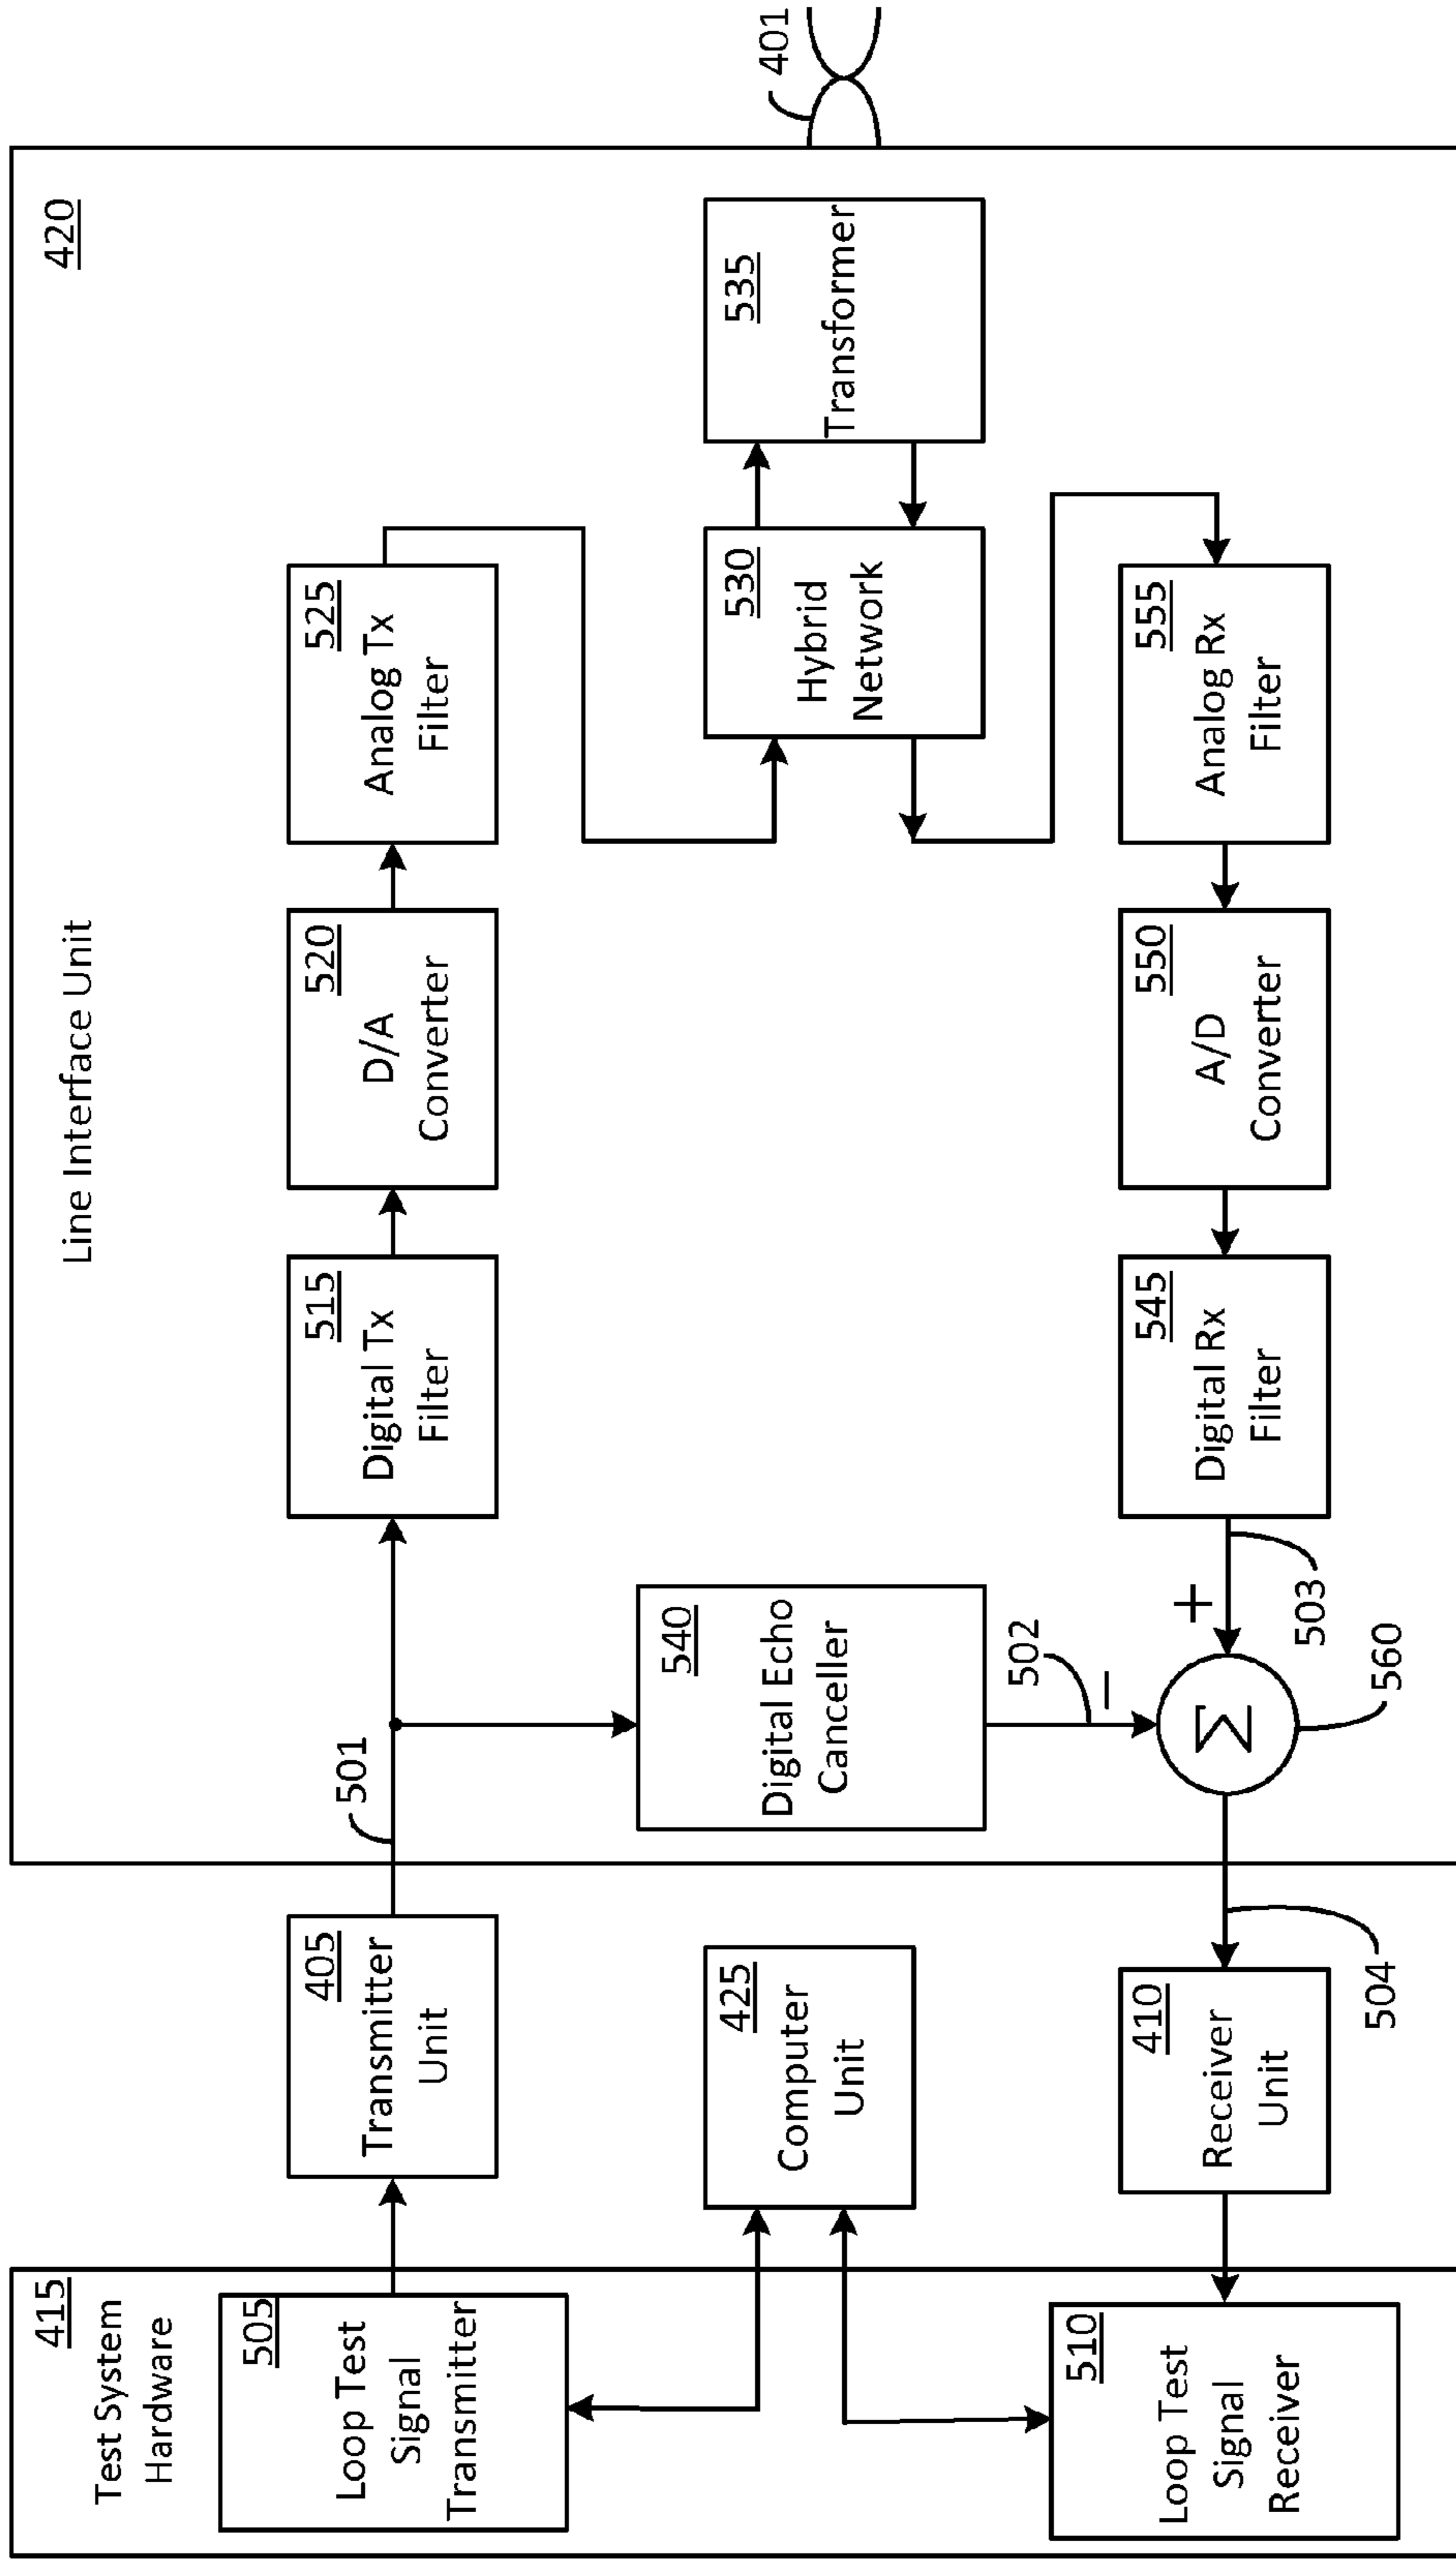 415
Test System
Hardware
505
Loop Test
Signal
Transmitter
510
Loop Test
Signal
Receiver
405
Transmitter
Unit
425
Computer
Unit
410
Receiver
Unit
504
Line Interface Unit
420
501
515
Digital Tx
Filter
520
D/A
Converter
525
Analog Tx
Filter
540
Digital Echo
Canceller
502
−
Σ
560
+
503
545
Digital Rx
Filter
550
A/D
Converter
555
Analog Rx
Filter
530
Hybrid
Network
535
Transformer
401